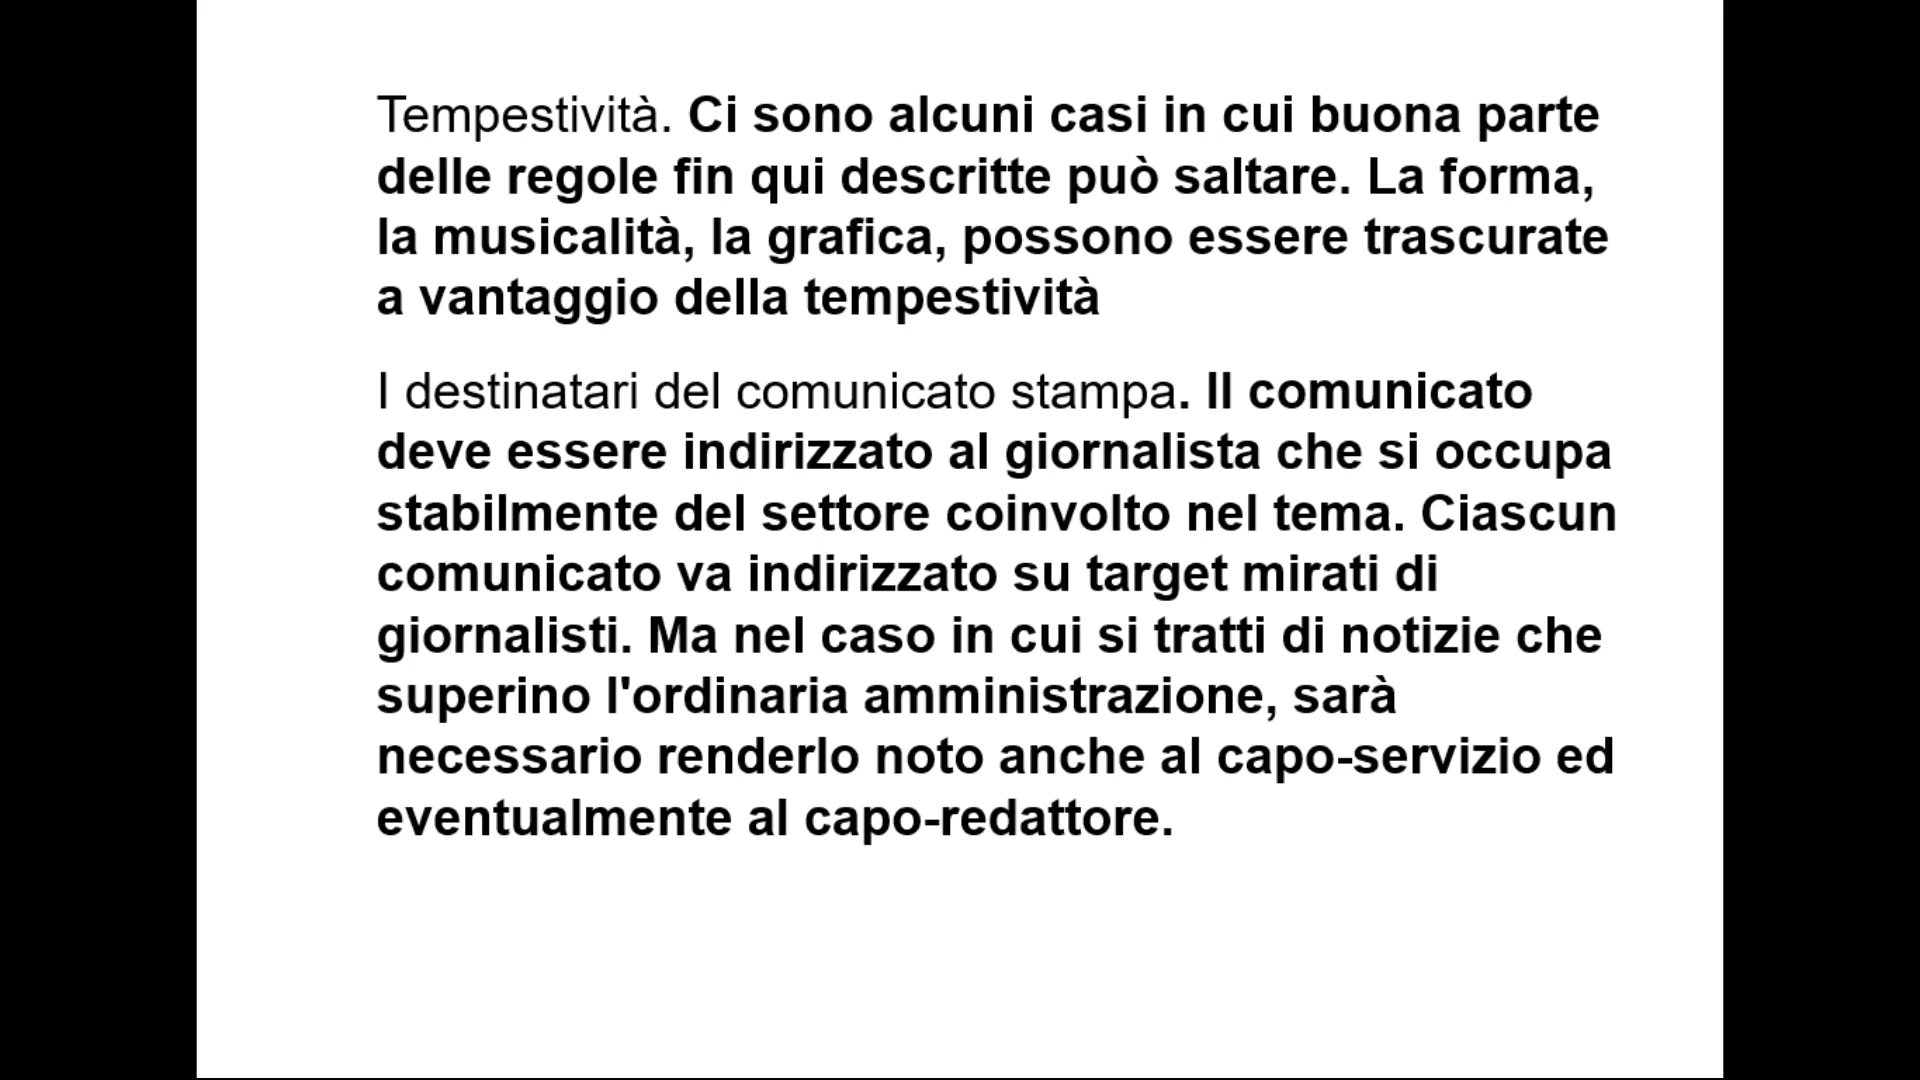 Tempestività. Ci sono alcuni casi in cui buona parte
delle regole fin qui descritte può saltare. La forma,
la musicalità, la grafica, possono essere trascurate
a vantaggio della tempestività
I destinatari del comunicato stampa. Il comunicato
deve essere indirizzato al giornalista che si occupa
stabilmente del settore coinvolto nel tema. Ciascun
comunicato va indirizzato su target mirati di
giornalisti. Ma nel caso in cui si tratti di notizie che
superino l'ordinaria amministrazione, sarà
necessario renderlo noto anche al capo-servizio ed
eventualmente al capo-redattore.